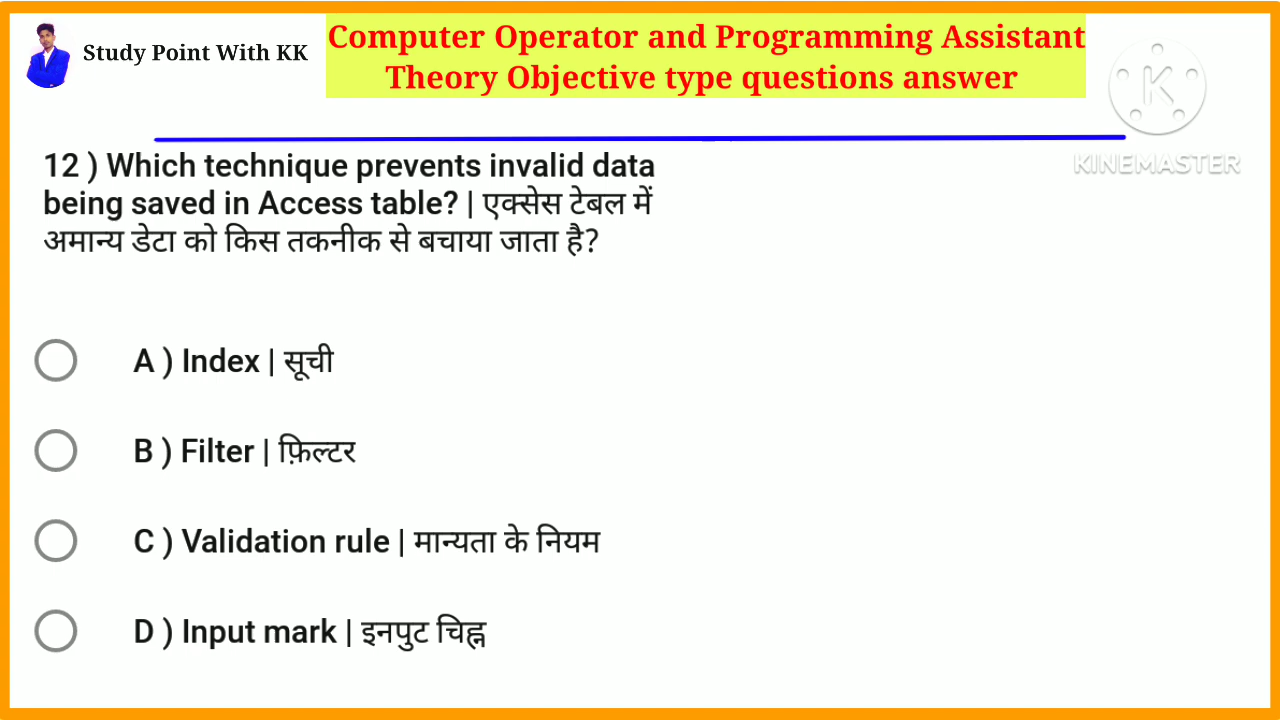 Study Point With KK
Computer Operator and Programming Assistant
Theory Objective type questions answer
K
KINEMASTER
12 ) Which technique prevents invalid data
being saved in Access table? | एक्सेस टेबल में
अमान्य डेटा को किस तकनीक से बचाया जाता है?
A ) Index | सूची
B ) Filter | फ़िल्टर
C ) Validation rule | मान्यता के नियम
D ) Input mark | इनपुट चिह्न